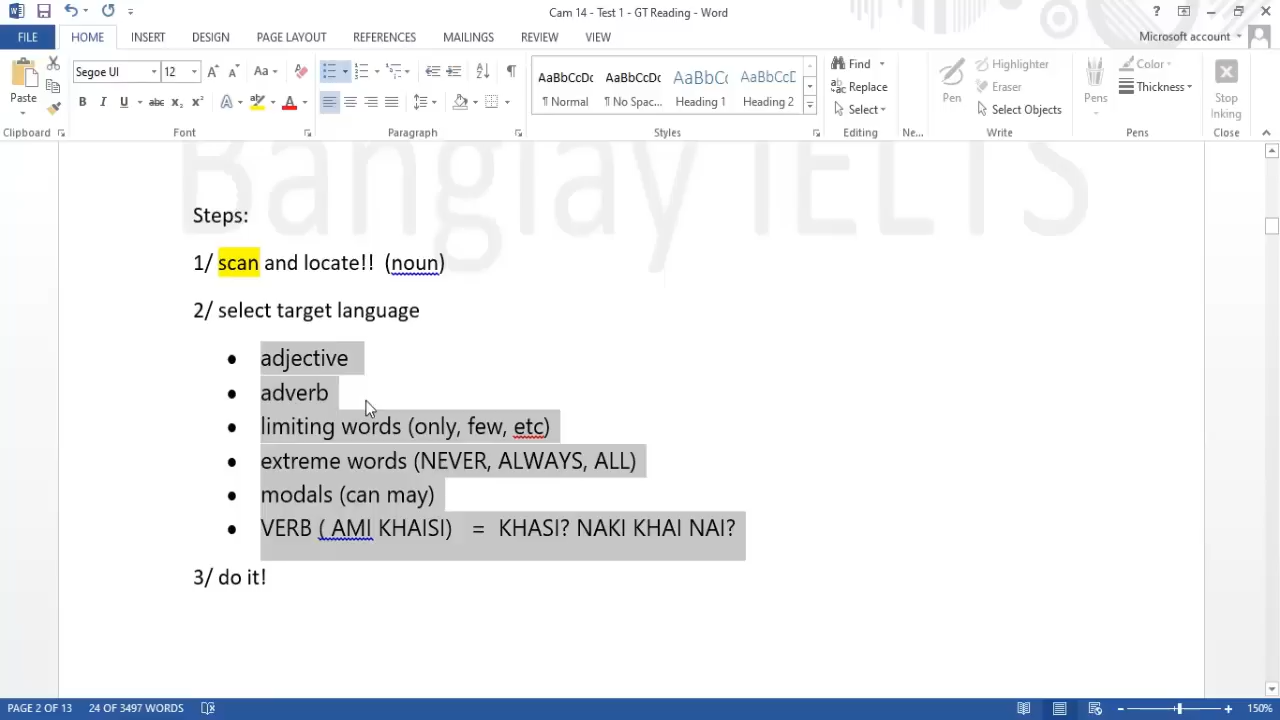 Cam 14 - Test 1 - GT Reading - Word
FILE HOME INSERT DESIGN PAGE LAYOUT REFERENCES MAILINGS REVIEW VIEW Microsoft account
Paste
Segoe UI 12
AaBbCcDc AaBbCcDc AaBbCc AaBbCcD
¶ Normal ¶ No Spac... Heading 1 Heading 2
Find
Replace
Select
Pen
Highlighter
Eraser
Select Objects
Pens
Color
Thickness
Stop Inking
Clipboard Font Paragraph Styles Editing Ne... Write Pens Close
Banglay IELTS
Steps:
1/ scan and locate!! (noun)
2/ select target language
• adjective
• adverb
• limiting words (only, few, etc)
• extreme words (NEVER, ALWAYS, ALL)
• modals (can may)
• VERB ( AMI KHAISI) = KHASI? NAKI KHAI NAI?
3/ do it!
PAGE 2 OF 13 24 OF 3497 WORDS 150%